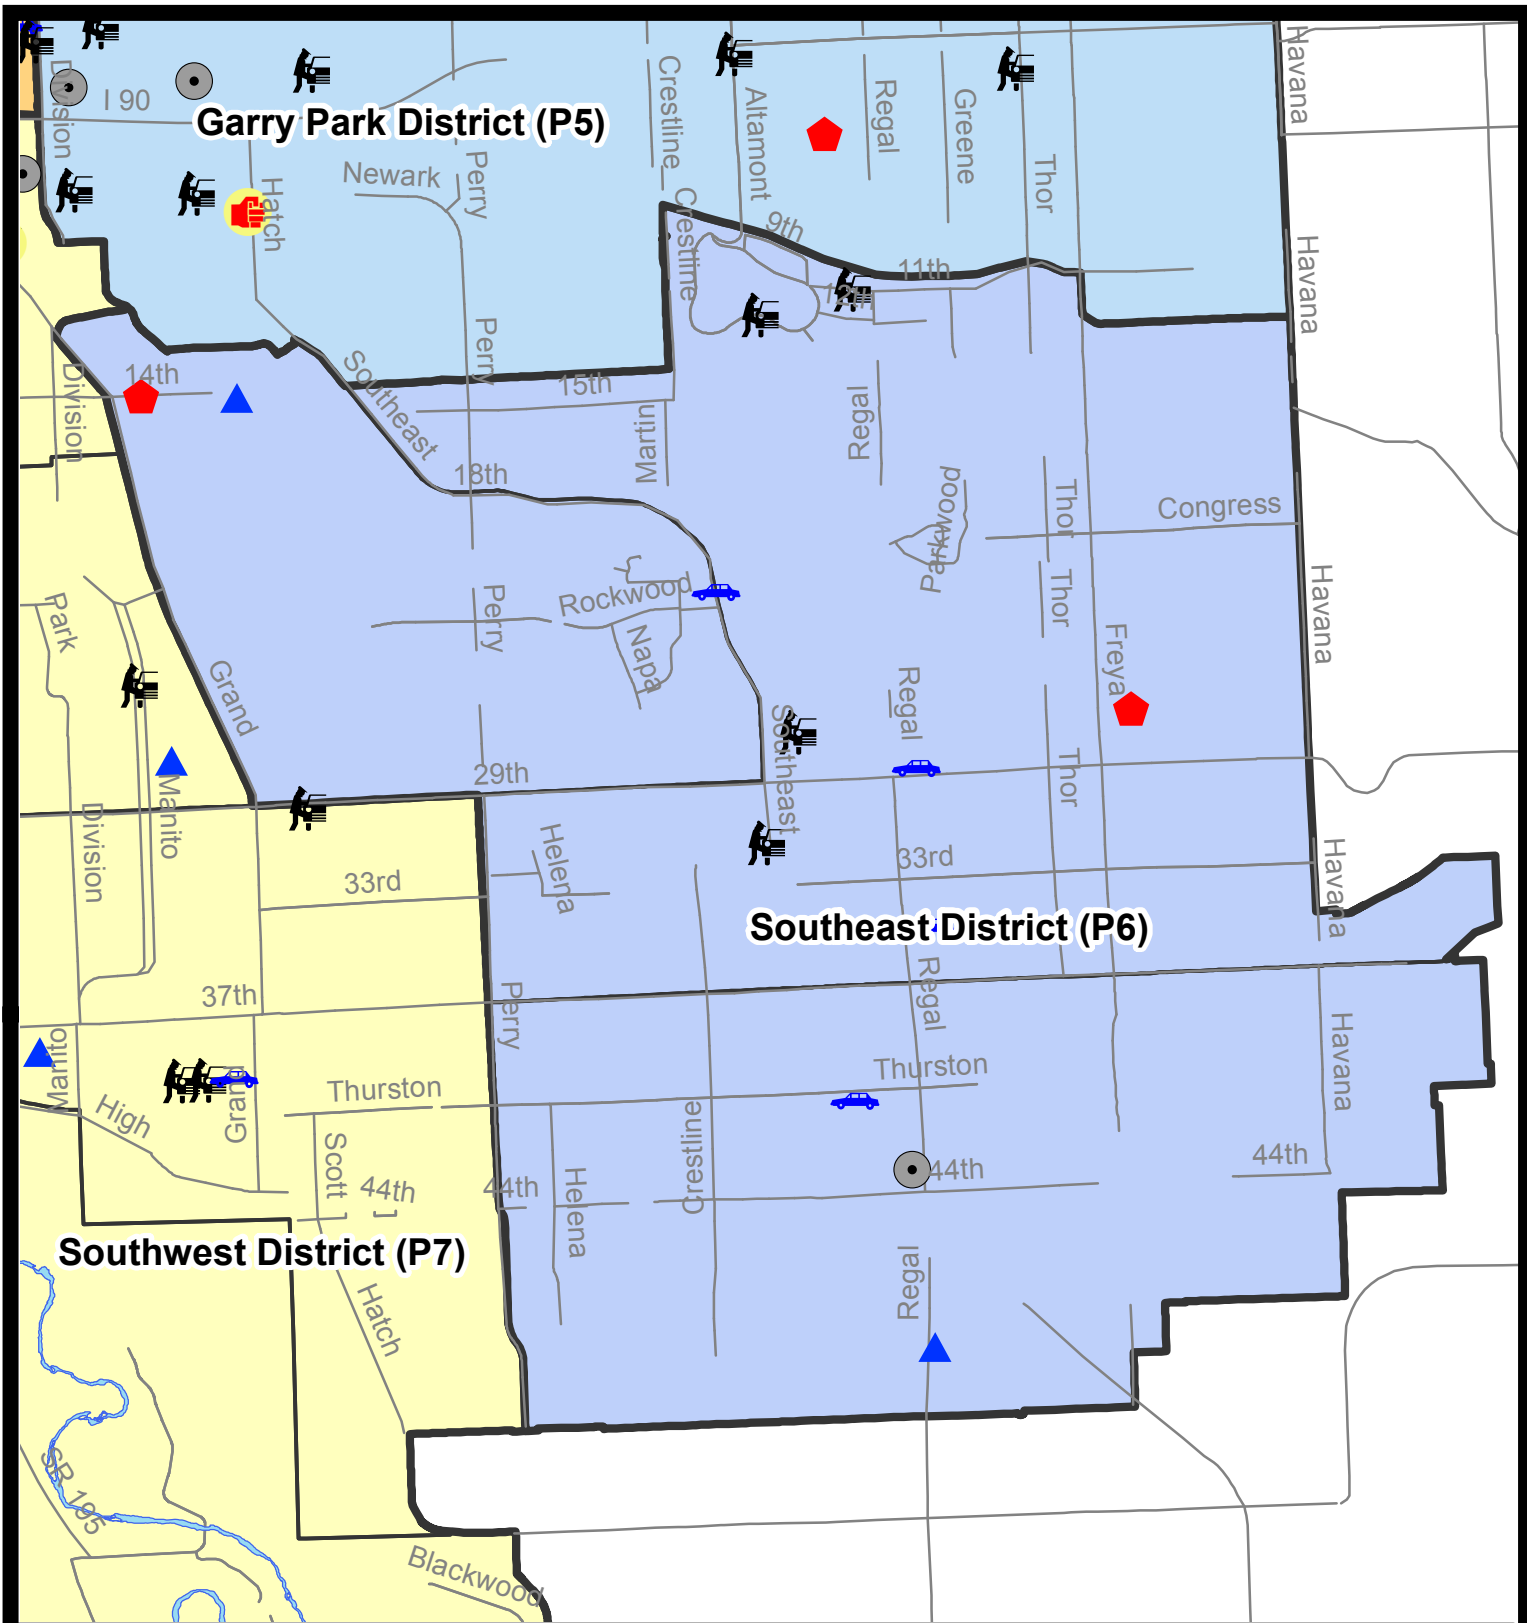 Division
I 90
Garry Park District (P5)
Crestline
Altamont
Regal
Greene
Thor
Havana
Newark
Perry
Hatch
Crestline
9th
11th
12th
Havana
14th
Division
Southeast
Perry
15th
Martin
Regal
18th
Parkwood
Thor
Congress
Park
Perry
Rockwood
Napa
Thor
Freya
Havana
Grand
Regal
Southeast
29th
Thor
Manito
Division
Helena
33rd
33rd
Havana
Southeast District (P6)
37th
Perry
Regal
Havana
Manito
High
Grand
Thurston
Thurston
Scott
44th
44th
Helena
Crestline
44th
44th
Southwest District (P7)
Hatch
Regal
SR 195
Blackwood